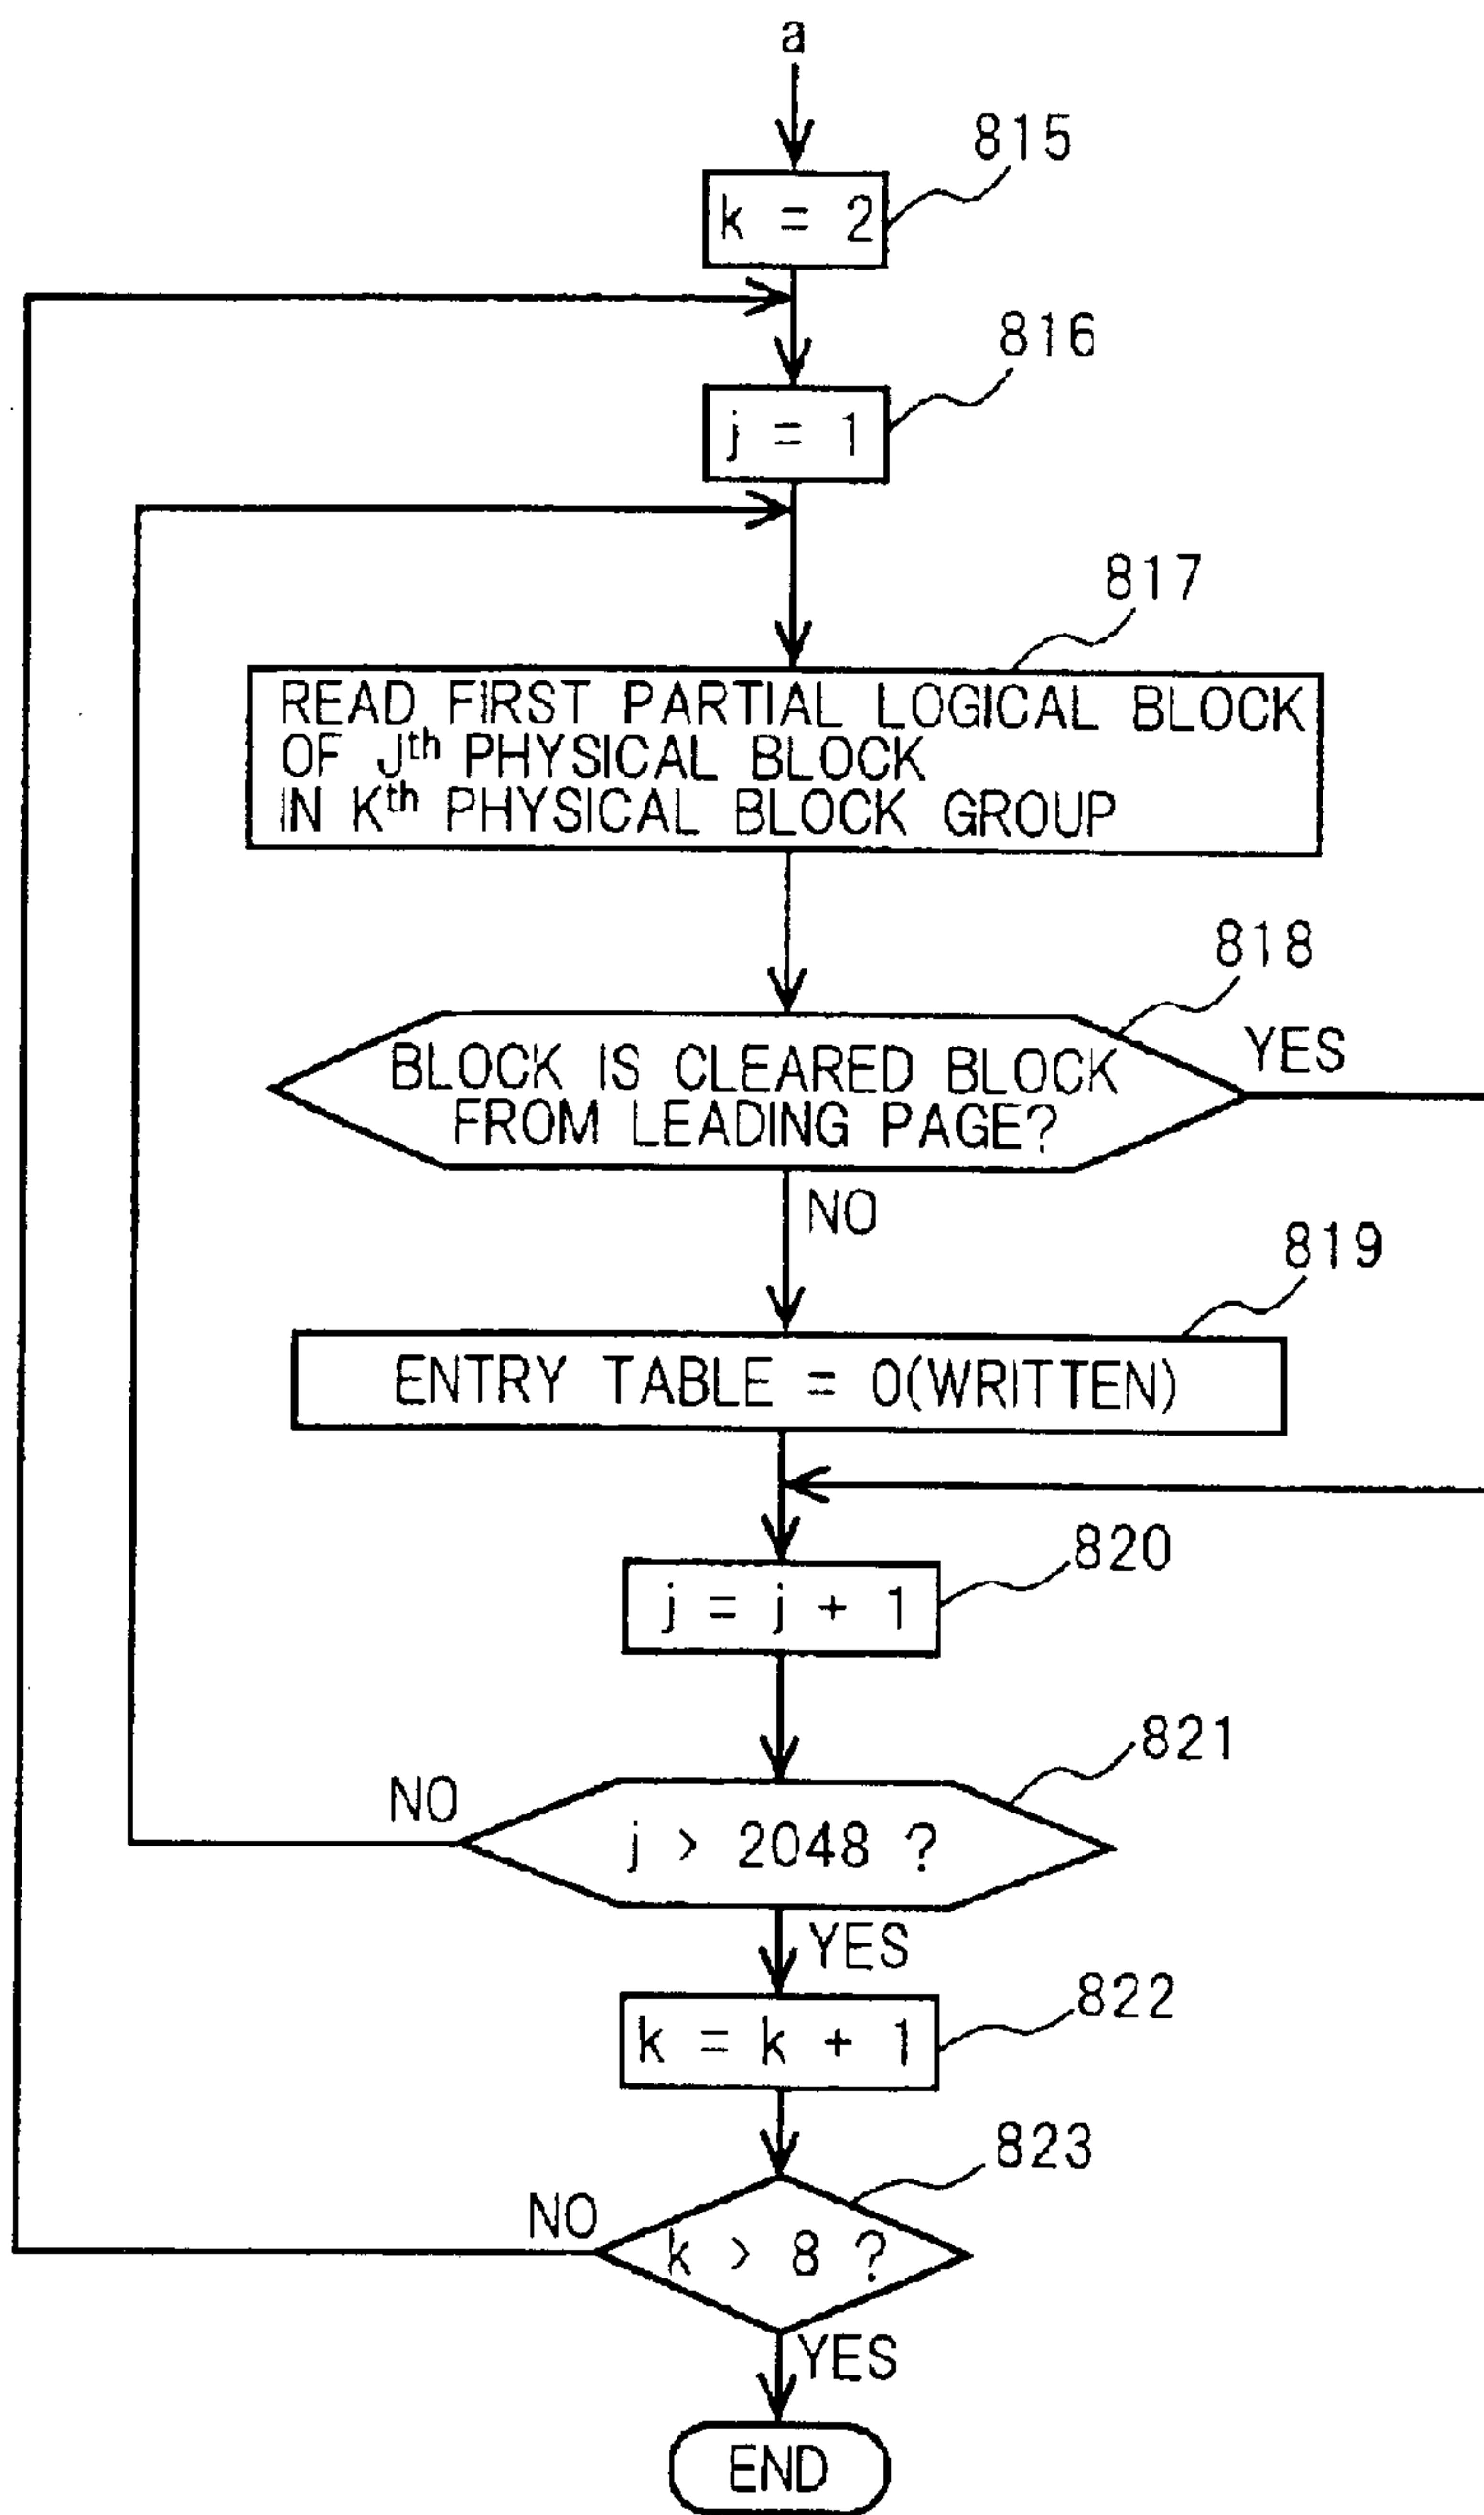 a
815
k = 2
816
j = 1
817
READ FIRST PARTIAL LOGICAL BLOCK
OF Jth PHYSICAL BLOCK
IN Kth PHYSICAL BLOCK GROUP
818
BLOCK IS CLEARED BLOCK
FROM LEADING PAGE?
YES
NO
819
ENTRY TABLE = 0(WRITTEN)
820
j = j + 1
821
NO
j > 2048 ?
YES
822
k = k + 1
823
NO
k > 8 ?
YES
END